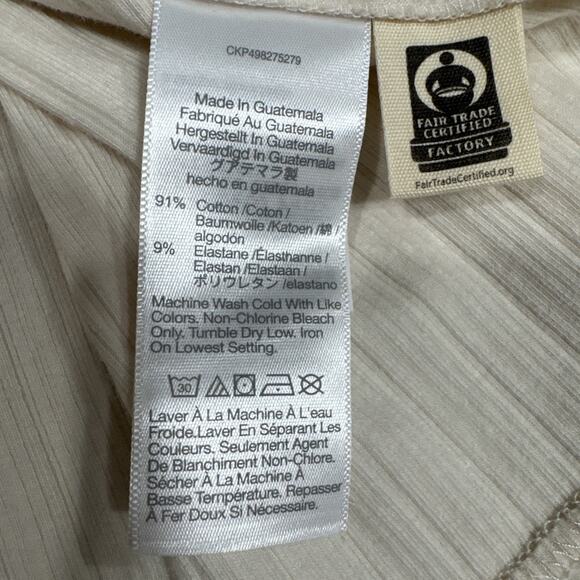 CKP498275279
Made In Guatemala
Fabriqué Au Guatemala
Hergestellt In Guatemala
Vervaardigd In Guatemala
グアテマラ製
hecho en guatemala
91% Cotton /Coton /
Baumwolle /Katoen /綿 /
algodón
9% Elastane /Élasthanne /
Elastan /Elastaan /
ポリウレタン /elastano
Machine Wash Cold With Like
Colors. Non-Chlorine Bleach
Only. Tumble Dry Low. Iron
On Lowest Setting.
30
Laver À La Machine À L'eau
Froide.Laver En Séparant Les
Couleurs. Seulement Agent
De Blanchiment Non-Chlore.
Sécher À La Machine À
Basse Température. Repasser
À Fer Doux Si Nécessaire.
FAIR TRADE
CERTIFIED
FACTORY
FairTradeCertified.org